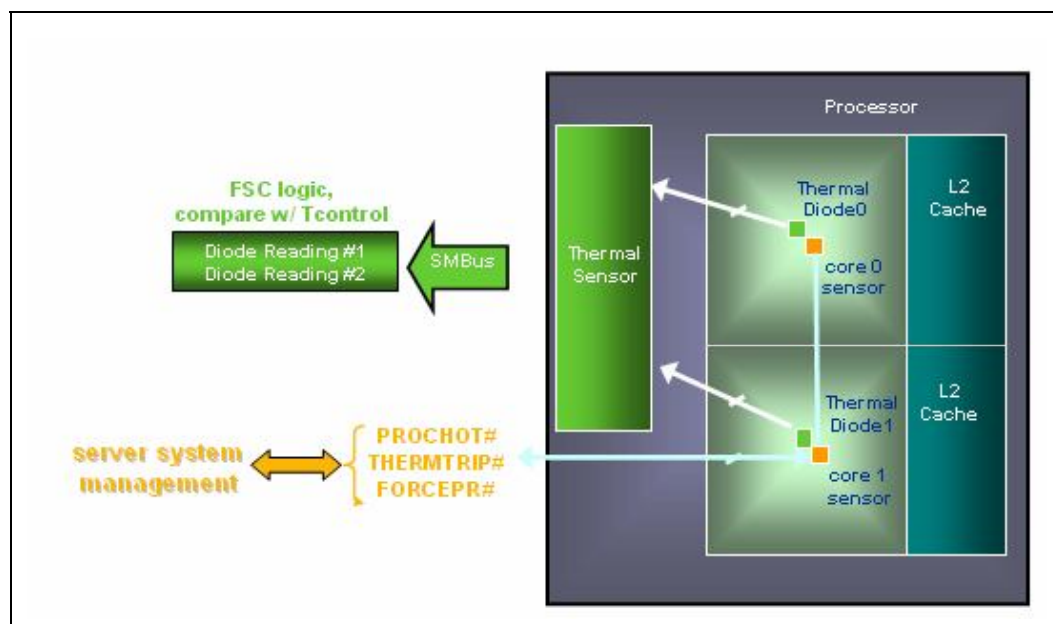 Processor
FSC logic,
compare w/ Tcontrol
Diode Reading #1
Diode Reading #2
SMBus
Thermal
Sensor
Thermal
Diode0
core 0
sensor
L2
Cache
Thermal
Diode1
core 1
sensor
L2
Cache
server system
management
PROCHOT#
THERMTRIP#
FORCEPR#